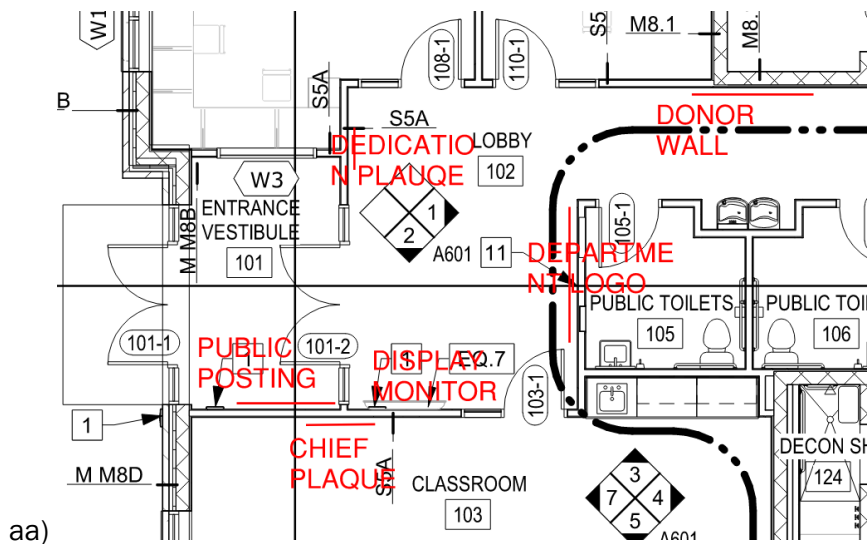 W1
B
S5A
108-1
110-1
S5
M8.1
M8.
S5A
DEDICATIO
N PLAUQE
LOBBY
102
DONOR
WALL
W3
ENTRANCE
VESTIBULE
101
M M8B
1
2
A601
11
105-1
DEPARTME
NT LOGO
PUBLIC TOILETS
105
PUBLIC TOI
106
101-1
101-2
PUBLIC
POSTING
1
DISPLAY
MONITOR
1
EQ.7
103-1
1
CHIEF
PLAQUE
S5A
M M8D
CLASSROOM
103
3
7
4
5
A601
DECON SH
124
aa)